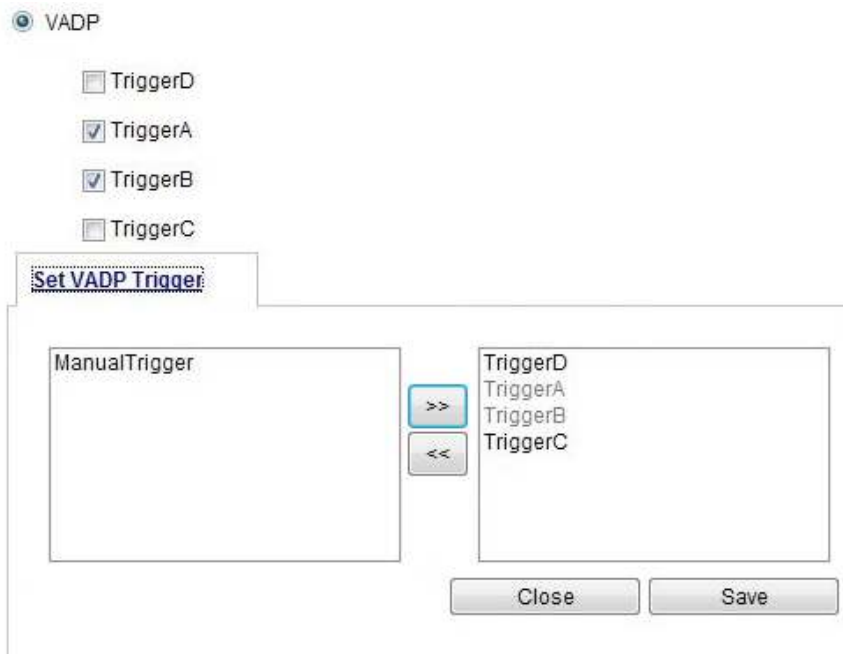 VADP
TriggerD
TriggerA
TriggerB
TriggerC
Set VADP Trigger
ManualTrigger
>>
<<
TriggerD
TriggerA
TriggerB
TriggerC
Close
Save